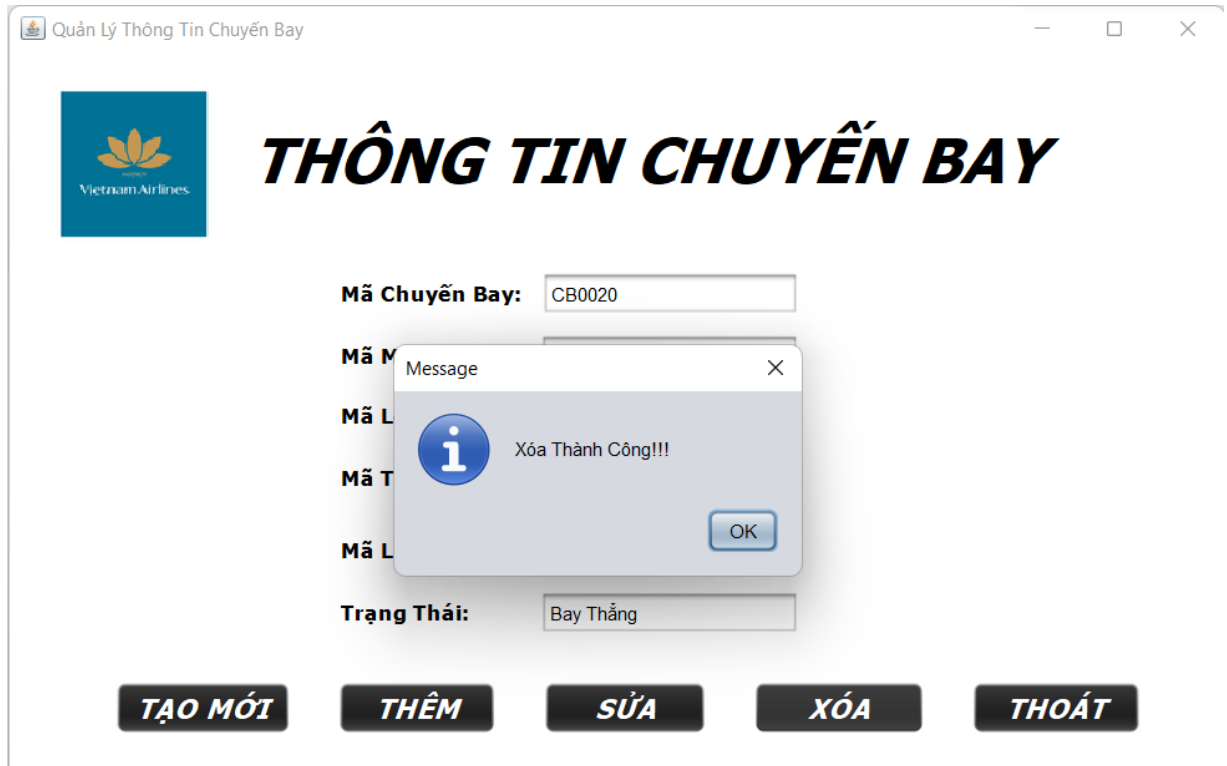 Quản Lý Thông Tin Chuyến Bay
AGENCY
Vietnam Airlines
THÔNG TIN CHUYẾN BAY
Mã Chuyến Bay: CB0020
Mã M
Message
Mã L
Xóa Thành Công!!!
Mã T
OK
Mã L
Trạng Thái: Bay Thẳng
TẠO MỚI THÊM SỬA XÓA THOÁT